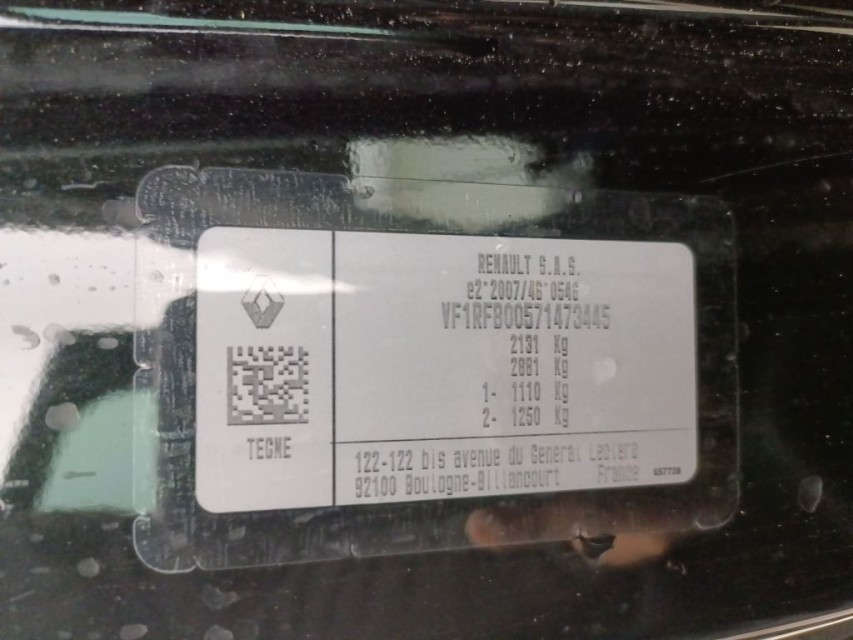 RENAULT S.A.S.
e2*2007/46*0546
VF1RFB00571473445
2131 Kg
2881 Kg
1- 1110 Kg
2- 1250 Kg
TEGME
122-122 bis avenue du General Leclerc
92100 Boulogne-Billancourt France